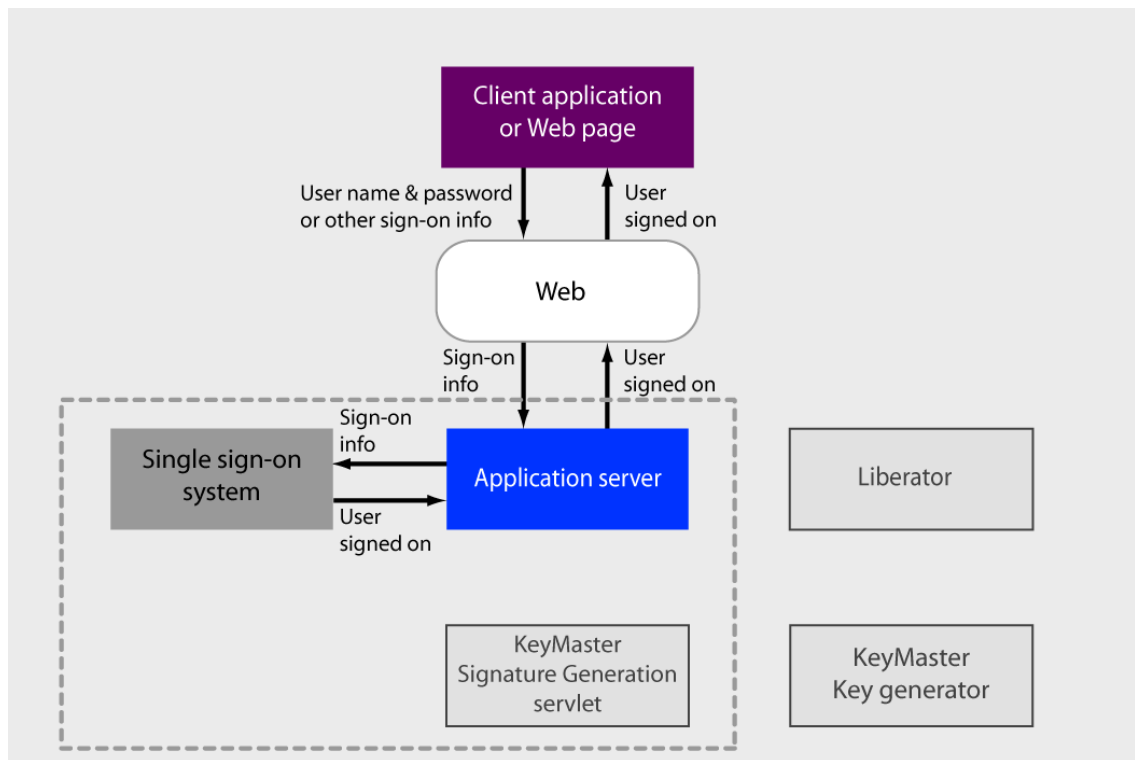 Client application
or Web page
User name & password
or other sign-on info
User
signed on
Web
Sign-on
info
User
signed on
Sign-on
info
Single sign-on
system
Application server
Liberator
User
signed on
KeyMaster
Signature Generation
servlet
KeyMaster
Key generator